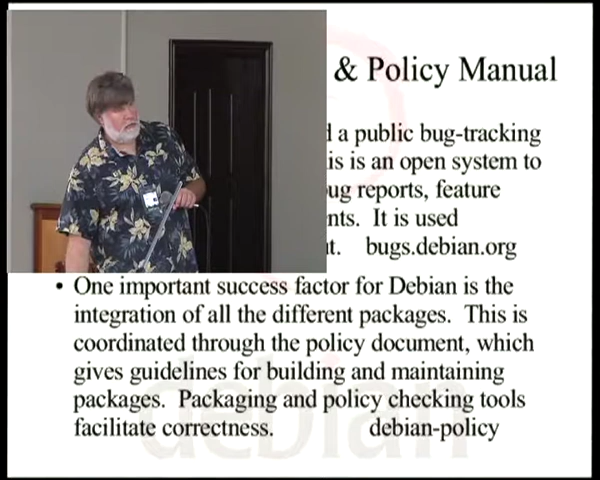 & Policy Manual
a public bug-tracking
is is an open system to
ug reports, feature
nts. It is used
t. bugs.debian.org
• One important success factor for Debian is the
integration of all the different packages. This is
coordinated through the policy document, which
gives guidelines for building and maintaining
packages. Packaging and policy checking tools
facilitate correctness. debian-policy
debian